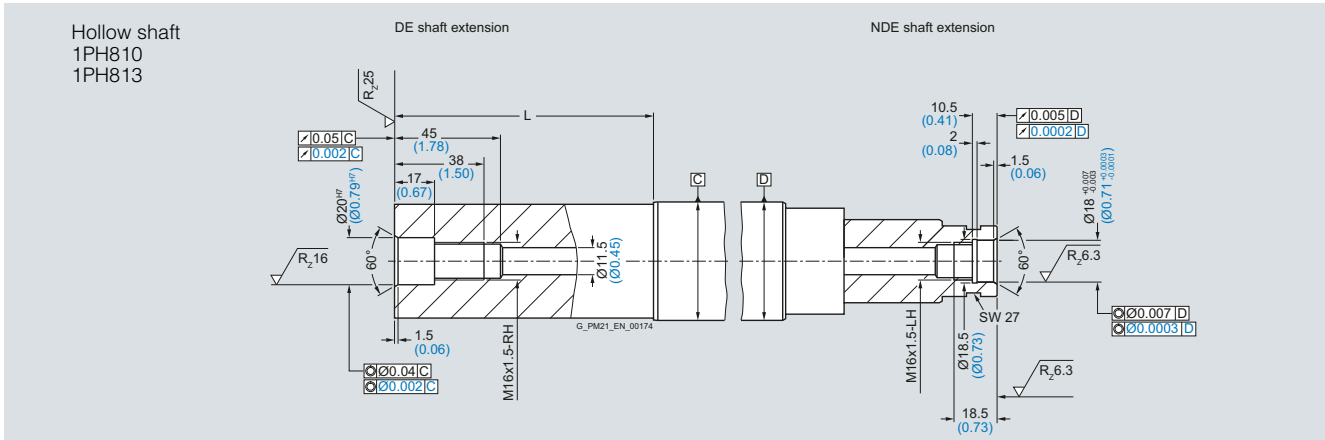 Hollow shaft
1PH810
1PH813
DE shaft extension
NDE shaft extension
Rz25
L
0.05 C
0.002 C
45
(1.78)
38
(1.50)
17
(0.67)
Ø20H7
(Ø0.79H7)
60°
Rz16
1.5
(0.06)
Ø0.04 C
Ø0.002 C
M16x1.5-RH
Ø11.5
(Ø0.45)
G_PM21_EN_00174
C
D
10.5
(0.41)
2
(0.08)
0.005 D
0.0002 D
1.5
(0.06)
Ø18 +0.007 -0.003
(Ø0.71 +0.0003 -0.0001)
60°
Rz6.3
Ø0.007 D
Ø0.0003 D
SW 27
M16x1.5-LH
Ø18.5
(Ø0.73)
Rz6.3
18.5
(0.73)